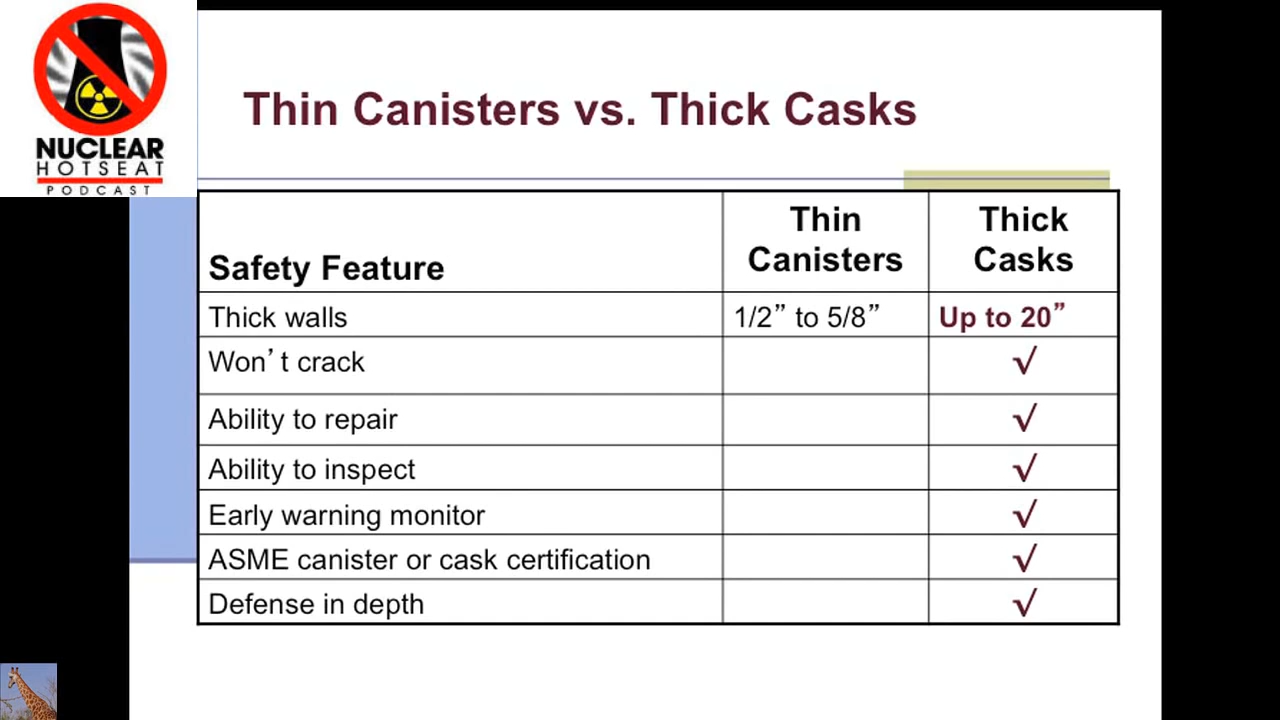 NUCLEAR
HOTSEAT
PODCAST
Thin Canisters vs. Thick Casks
Safety Feature
Thin
Canisters
Thick
Casks
Thick walls 1/2” to 5/8” Up to 20”
Won’t crack √
Ability to repair √
Ability to inspect √
Early warning monitor √
ASME canister or cask certification √
Defense in depth √